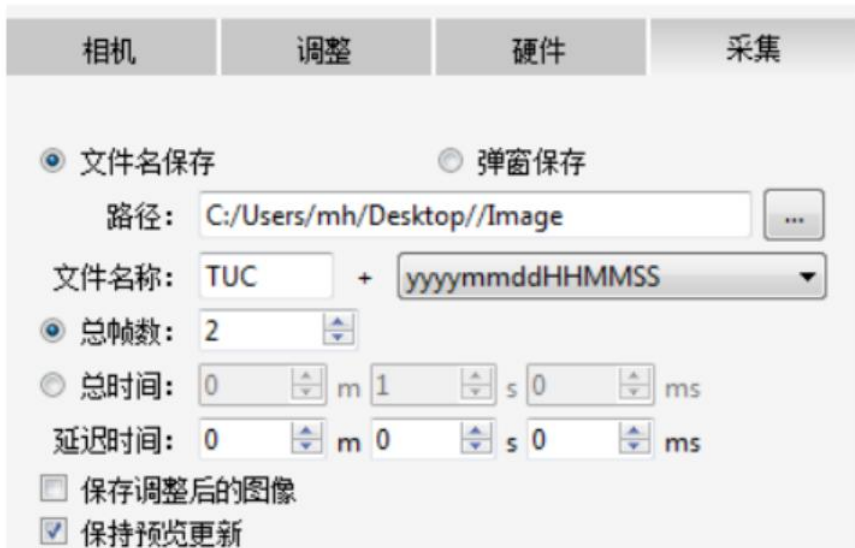 相机 调整 硬件 采集
文件名保存 弹窗保存
路径: C:/Users/mh/Desktop//Image ...
文件名称: TUC + yyyymmddHHMMSS
总帧数: 2
总时间: 0 m 1 s 0 ms
延迟时间: 0 m 0 s 0 ms
保存调整后的图像
保持预览更新